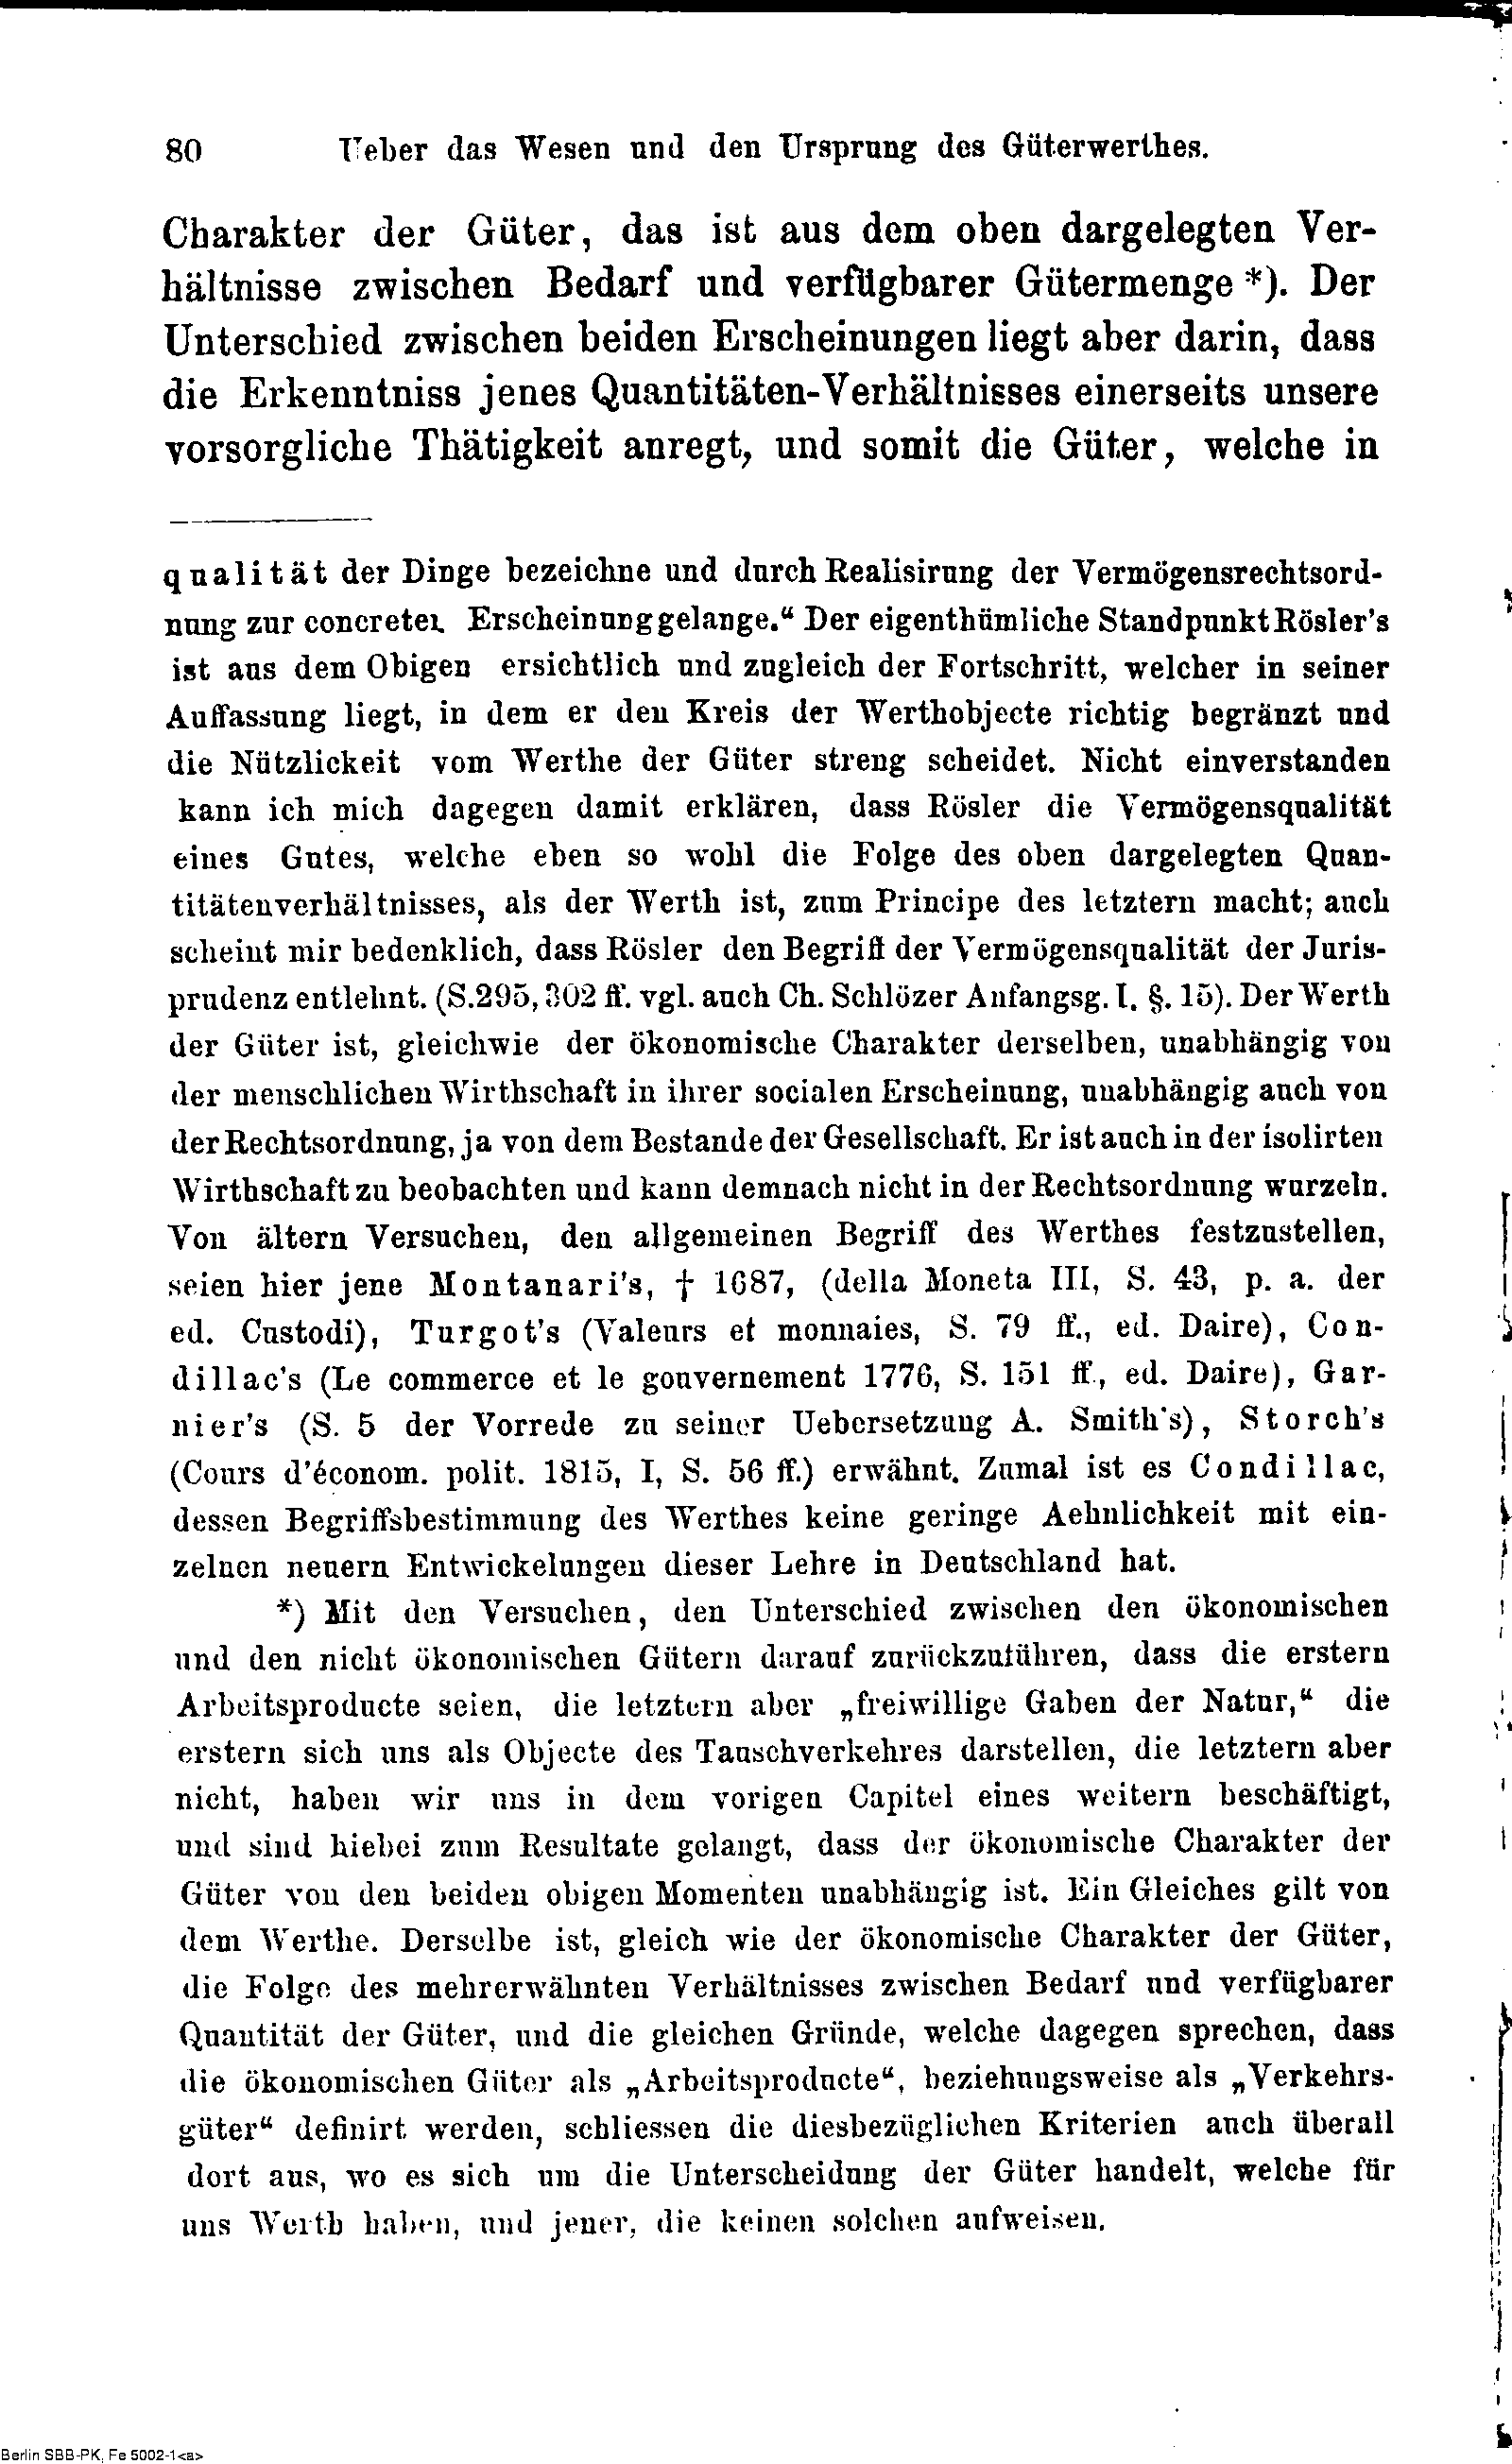 80 Ueber das Wesen und den Ursprung des Güterwerthes.
Charakter der Güter, das ist aus dem oben dargelegten Ver-
hältnisse zwischen Bedarf und verfügbarer Gütermenge *). Der
Unterschied zwischen beiden Erscheinungen liegt aber darin, dass
die Erkenntniss jenes Quantitäten-Verhältnisses einerseits unsere
vorsorgliche Thätigkeit anregt, und somit die Güter, welche in
qualität der Dinge bezeichne und durch Realisirung der Vermögensrechtsord-
nung zur concreten Erscheinung gelange.“ Der eigenthümliche Standpunkt Rösler's
ist aus dem Obigen ersichtlich und zugleich der Fortschritt, welcher in seiner
Auffassung liegt, in dem er den Kreis der Werthobjecte richtig begränzt und
die Nützlickeit vom Werthe der Güter streng scheidet. Nicht einverstanden
kann ich mich dagegen damit erklären, dass Rösler die Vermögensqualität
eines Gutes, welche eben so wohl die Folge des oben dargelegten Quan-
titätenverhältnisses, als der Werth ist, zum Principe des letztern macht; auch
scheint mir bedenklich, dass Rösler den Begriff der Vermögensqualität der Juris-
prudenz entlehnt. (S. 295, 302 ff. vgl. auch Ch. Schlözer Anfangsg. I. §. 15). Der Werth
der Güter ist, gleichwie der ökonomische Charakter derselben, unabhängig von
der menschlichen Wirthschaft in ihrer socialen Erscheinung, unabhängig auch von
der Rechtsordnung, ja von dem Bestande der Gesellschaft. Er ist auch in der isolirten
Wirthschaft zu beobachten und kann demnach nicht in der Rechtsordnung wurzeln.
Von ältern Versuchen, den allgemeinen Begriff des Werthes festzustellen,
seien hier jene Montanari's, † 1687, (della Moneta III, S. 43, p. a. der
ed. Custodi), Turgot's (Valeurs et monnaies, S. 79 ff., ed. Daire), Con-
dillac's (Le commerce et le gouvernement 1776, S. 151 ff., ed. Daire), Gar-
nier's (S. 5 der Vorrede zu seiner Uebersetzung A. Smith's), Storch's
(Cours d'économ. polit. 1815, I, S. 56 ff.) erwähnt. Zumal ist es Condillac,
dessen Begriffsbestimmung des Werthes keine geringe Aehnlichkeit mit ein-
zelnen neuern Entwickelungen dieser Lehre in Deutschland hat.
*) Mit den Versuchen, den Unterschied zwischen den ökonomischen
und den nicht ökonomischen Gütern darauf zurückzuführen, dass die erstern
Arbeitsproducte seien, die letztern aber „freiwillige Gaben der Natur,“ die
erstern sich uns als Objecte des Tauschverkehres darstellen, die letztern aber
nicht, haben wir uns in dem vorigen Capitel eines weitern beschäftigt,
und sind hiebei zum Resultate gelangt, dass der ökonomische Charakter der
Güter von den beiden obigen Momenten unabhängig ist. Ein Gleiches gilt von
dem Werthe. Derselbe ist, gleich wie der ökonomische Charakter der Güter,
die Folge des mehrerwähnten Verhältnisses zwischen Bedarf und verfügbarer
Quantität der Güter, und die gleichen Gründe, welche dagegen sprechen, dass
die ökonomischen Güter als „Arbeitsproducte“, beziehungsweise als „Verkehrs-
güter“ definirt werden, schliessen die diesbezüglichen Kriterien auch überall
dort aus, wo es sich um die Unterscheidung der Güter handelt, welche für
uns Werth haben, und jener, die keinen solchen aufweisen.
Berlin SBB-PK, Fe 5002-1<a>